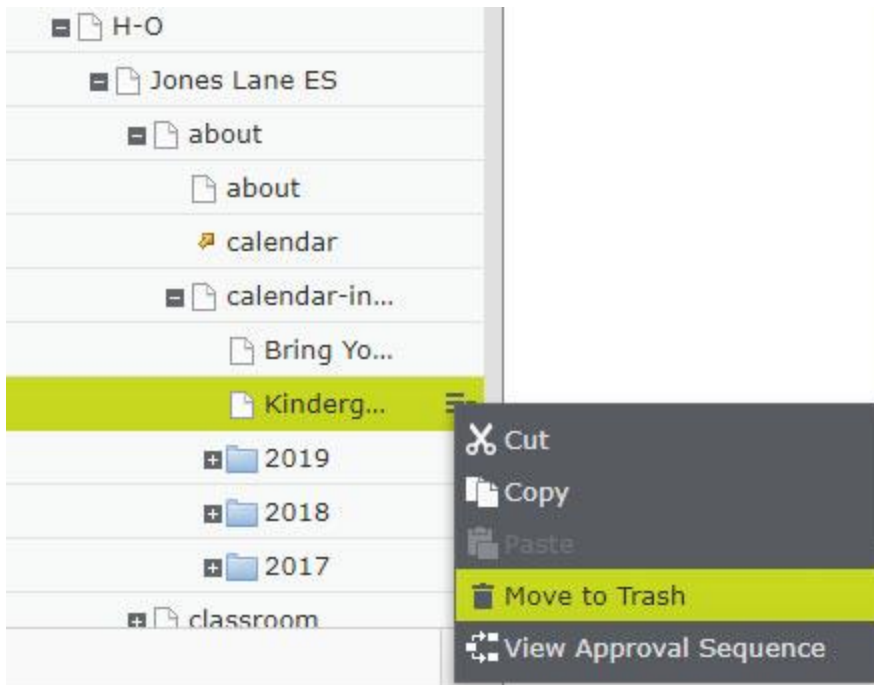 H-O
Jones Lane ES
about
about
calendar
calendar-in...
Bring Yo...
Kinderg...
Cut
2019
Copy
2018
Paste
2017
Move to Trash
classroom
View Approval Sequence